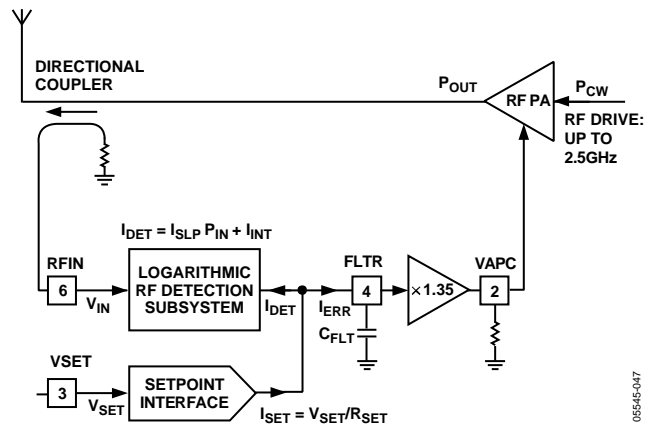 DIRECTIONAL
COUPLER
P_OUT
RF PA
P_CW
RF DRIVE:
UP TO
2.5GHz
I_DET = I_SLP P_IN + I_INT
RFIN
6
V_IN
LOGARITHMIC
RF DETECTION
SUBSYSTEM
I_DET
I_ERR
FLTR
4
C_FLT
×1.35
VAPC
2
VSET
3
V_SET
SETPOINT
INTERFACE
I_SET = V_SET/R_SET
05545-047